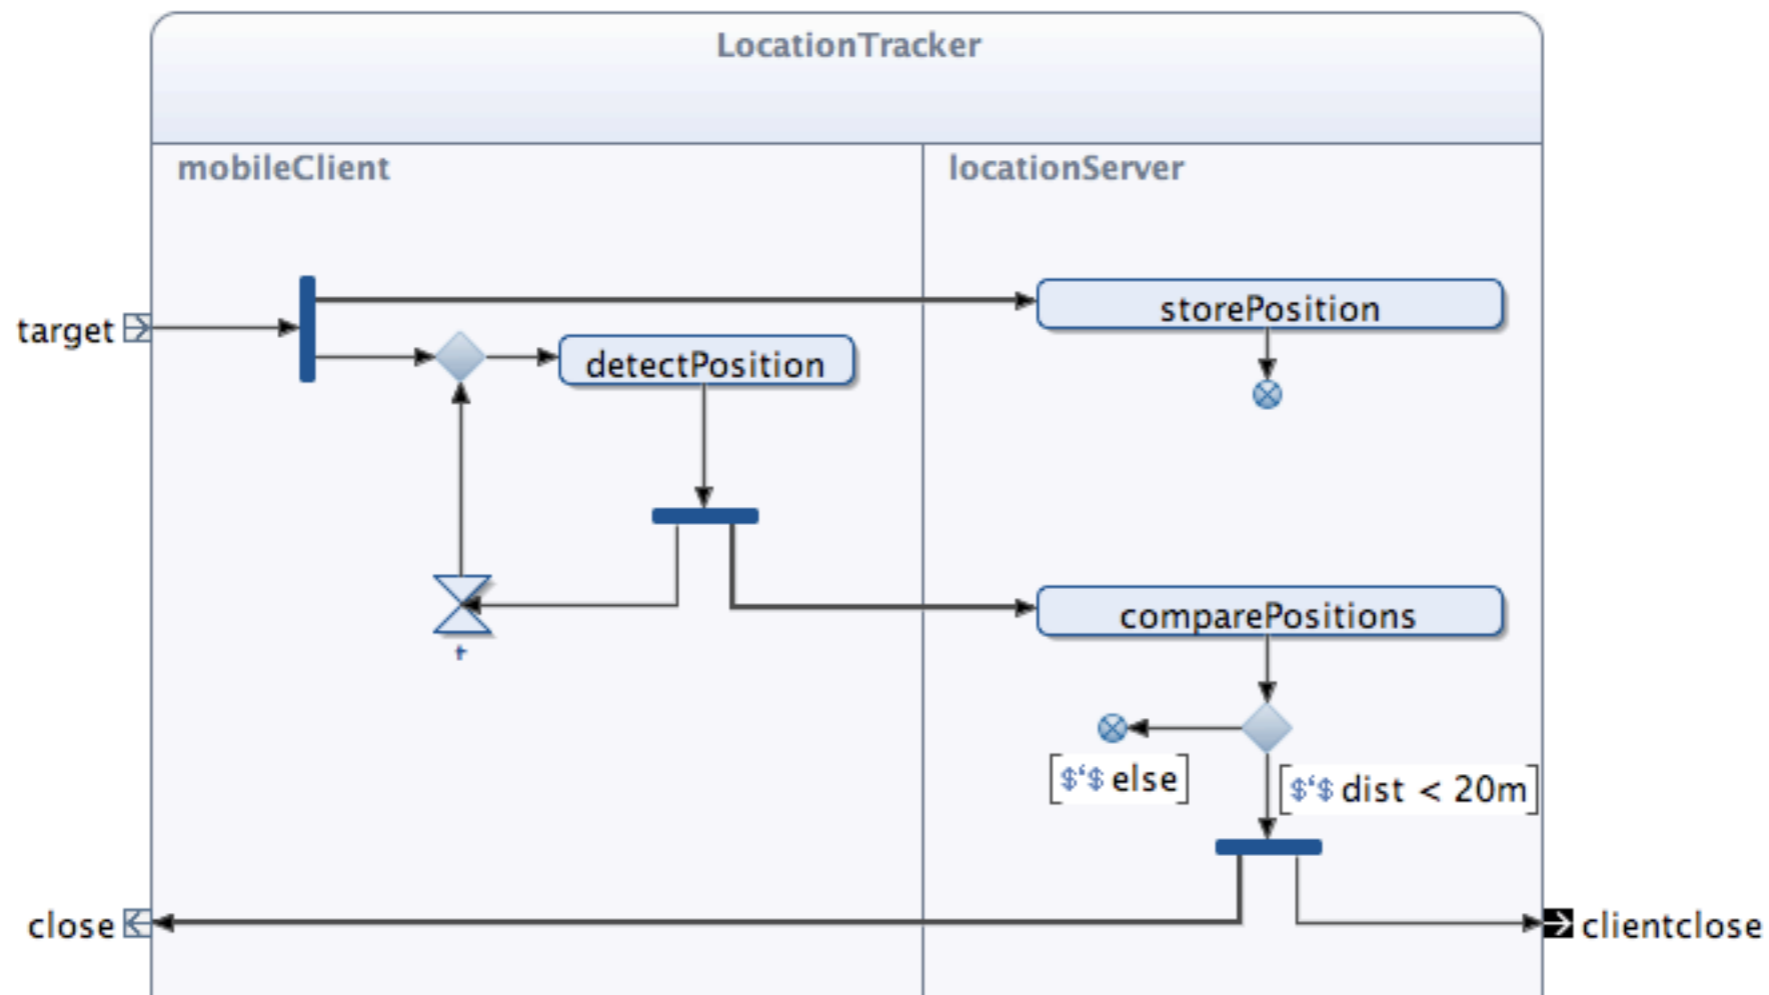 LocationTracker
mobileClient
locationServer
target
storePosition
detectPosition
t
comparePositions
$‘$ else
$‘$ dist < 20m
close
clientclose